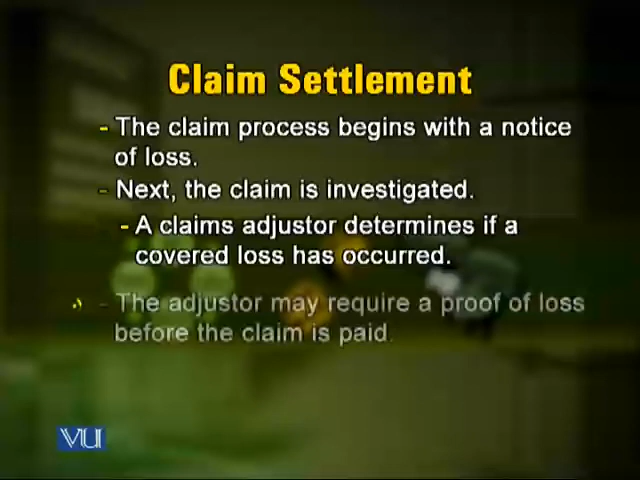 Claim Settlement
- The claim process begins with a notice
of loss.
- Next, the claim is investigated.
- A claims adjustor determines if a
covered loss has occurred.
- The adjustor may require a proof of loss
before the claim is paid.
VU